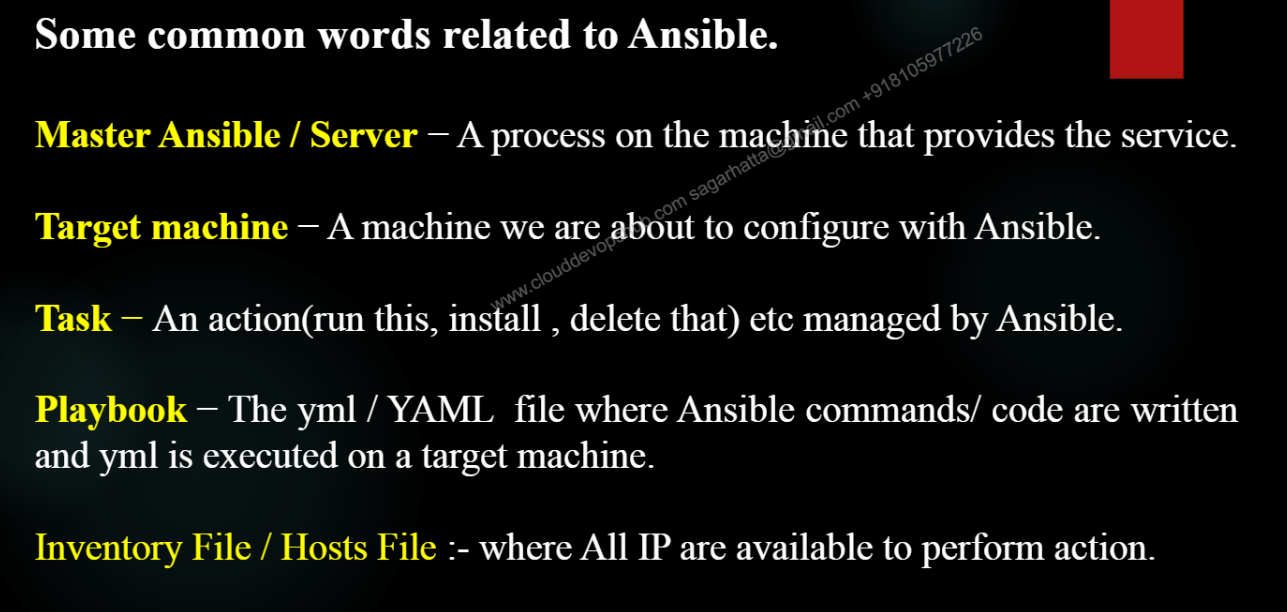 Some common words related to Ansible.
Master Ansible / Server − A process on the machine that provides the service.
Target machine − A machine we are about to configure with Ansible.
Task − An action(run this, install , delete that) etc managed by Ansible.
Playbook − The yml / YAML file where Ansible commands/ code are written
and yml is executed on a target machine.
Inventory File / Hosts File :- where All IP are available to perform action.
+918105977226